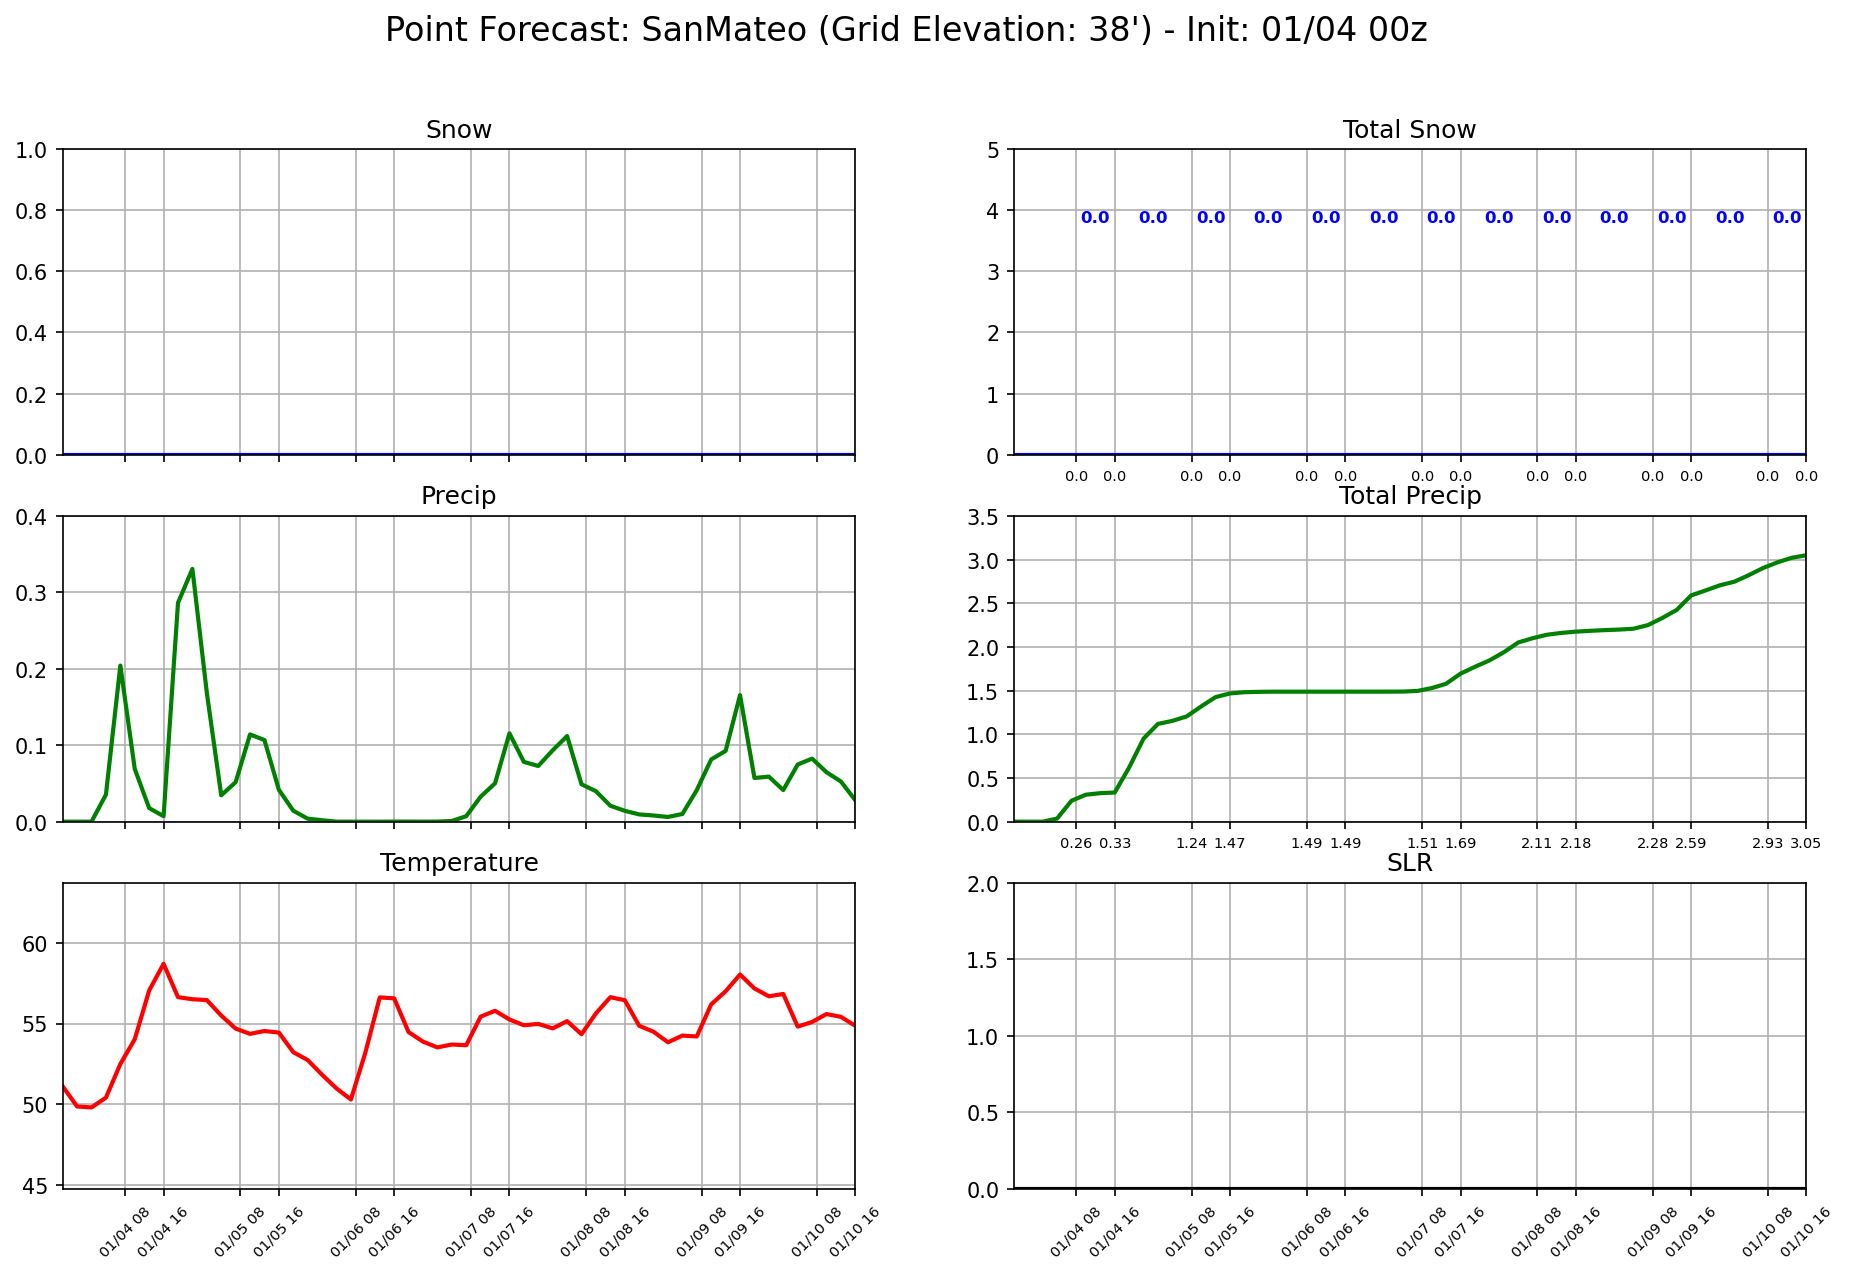 Point Forecast: SanMateo (Grid Elevation: 38') - Init: 01/04 00z
Snow
1.0
0.8
0.6
0.4
0.2
0.0
Total Snow
5
4
3
2
1
0
0.0 0.0 0.0 0.0 0.0 0.0 0.0 0.0 0.0 0.0 0.0 0.0 0.0
0.0 0.0 0.0 0.0 0.0 0.0 0.0 0.0 0.0 0.0 0.0 0.0 0.0 0.0
Precip
0.4
0.3
0.2
0.1
0.0
Total Precip
3.5
3.0
2.5
2.0
1.5
1.0
0.5
0.0
0.26 0.33 1.24 1.47 1.49 1.49 1.51 1.69 2.11 2.18 2.28 2.59 2.93 3.05
Temperature
60
55
50
45
01/04 08 01/04 16 01/05 08 01/05 16 01/06 08 01/06 16 01/07 08 01/07 16 01/08 08 01/08 16 01/09 08 01/09 16 01/10 08 01/10 16
SLR
2.0
1.5
1.0
0.5
0.0
01/04 08 01/04 16 01/05 08 01/05 16 01/06 08 01/06 16 01/07 08 01/07 16 01/08 08 01/08 16 01/09 08 01/09 16 01/10 08 01/10 16